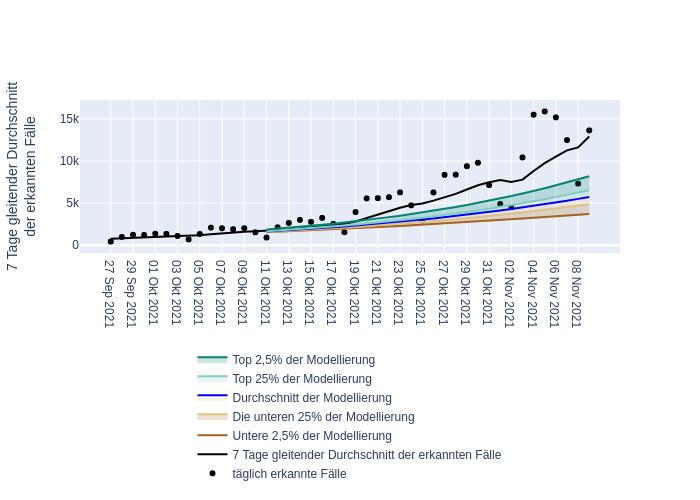 7 Tage gleitender Durchschnitt
der erkannten Fälle
15k
10k
5k
0
27 Sep 2021
29 Sep 2021
01 Okt 2021
03 Okt 2021
05 Okt 2021
07 Okt 2021
09 Okt 2021
11 Okt 2021
13 Okt 2021
15 Okt 2021
17 Okt 2021
19 Okt 2021
21 Okt 2021
23 Okt 2021
25 Okt 2021
27 Okt 2021
29 Okt 2021
31 Okt 2021
02 Nov 2021
04 Nov 2021
06 Nov 2021
08 Nov 2021
Top 2,5% der Modellierung
Top 25% der Modellierung
Durchschnitt der Modellierung
Die unteren 25% der Modellierung
Untere 2,5% der Modellierung
7 Tage gleitender Durchschnitt der erkannten Fälle
täglich erkannte Fälle